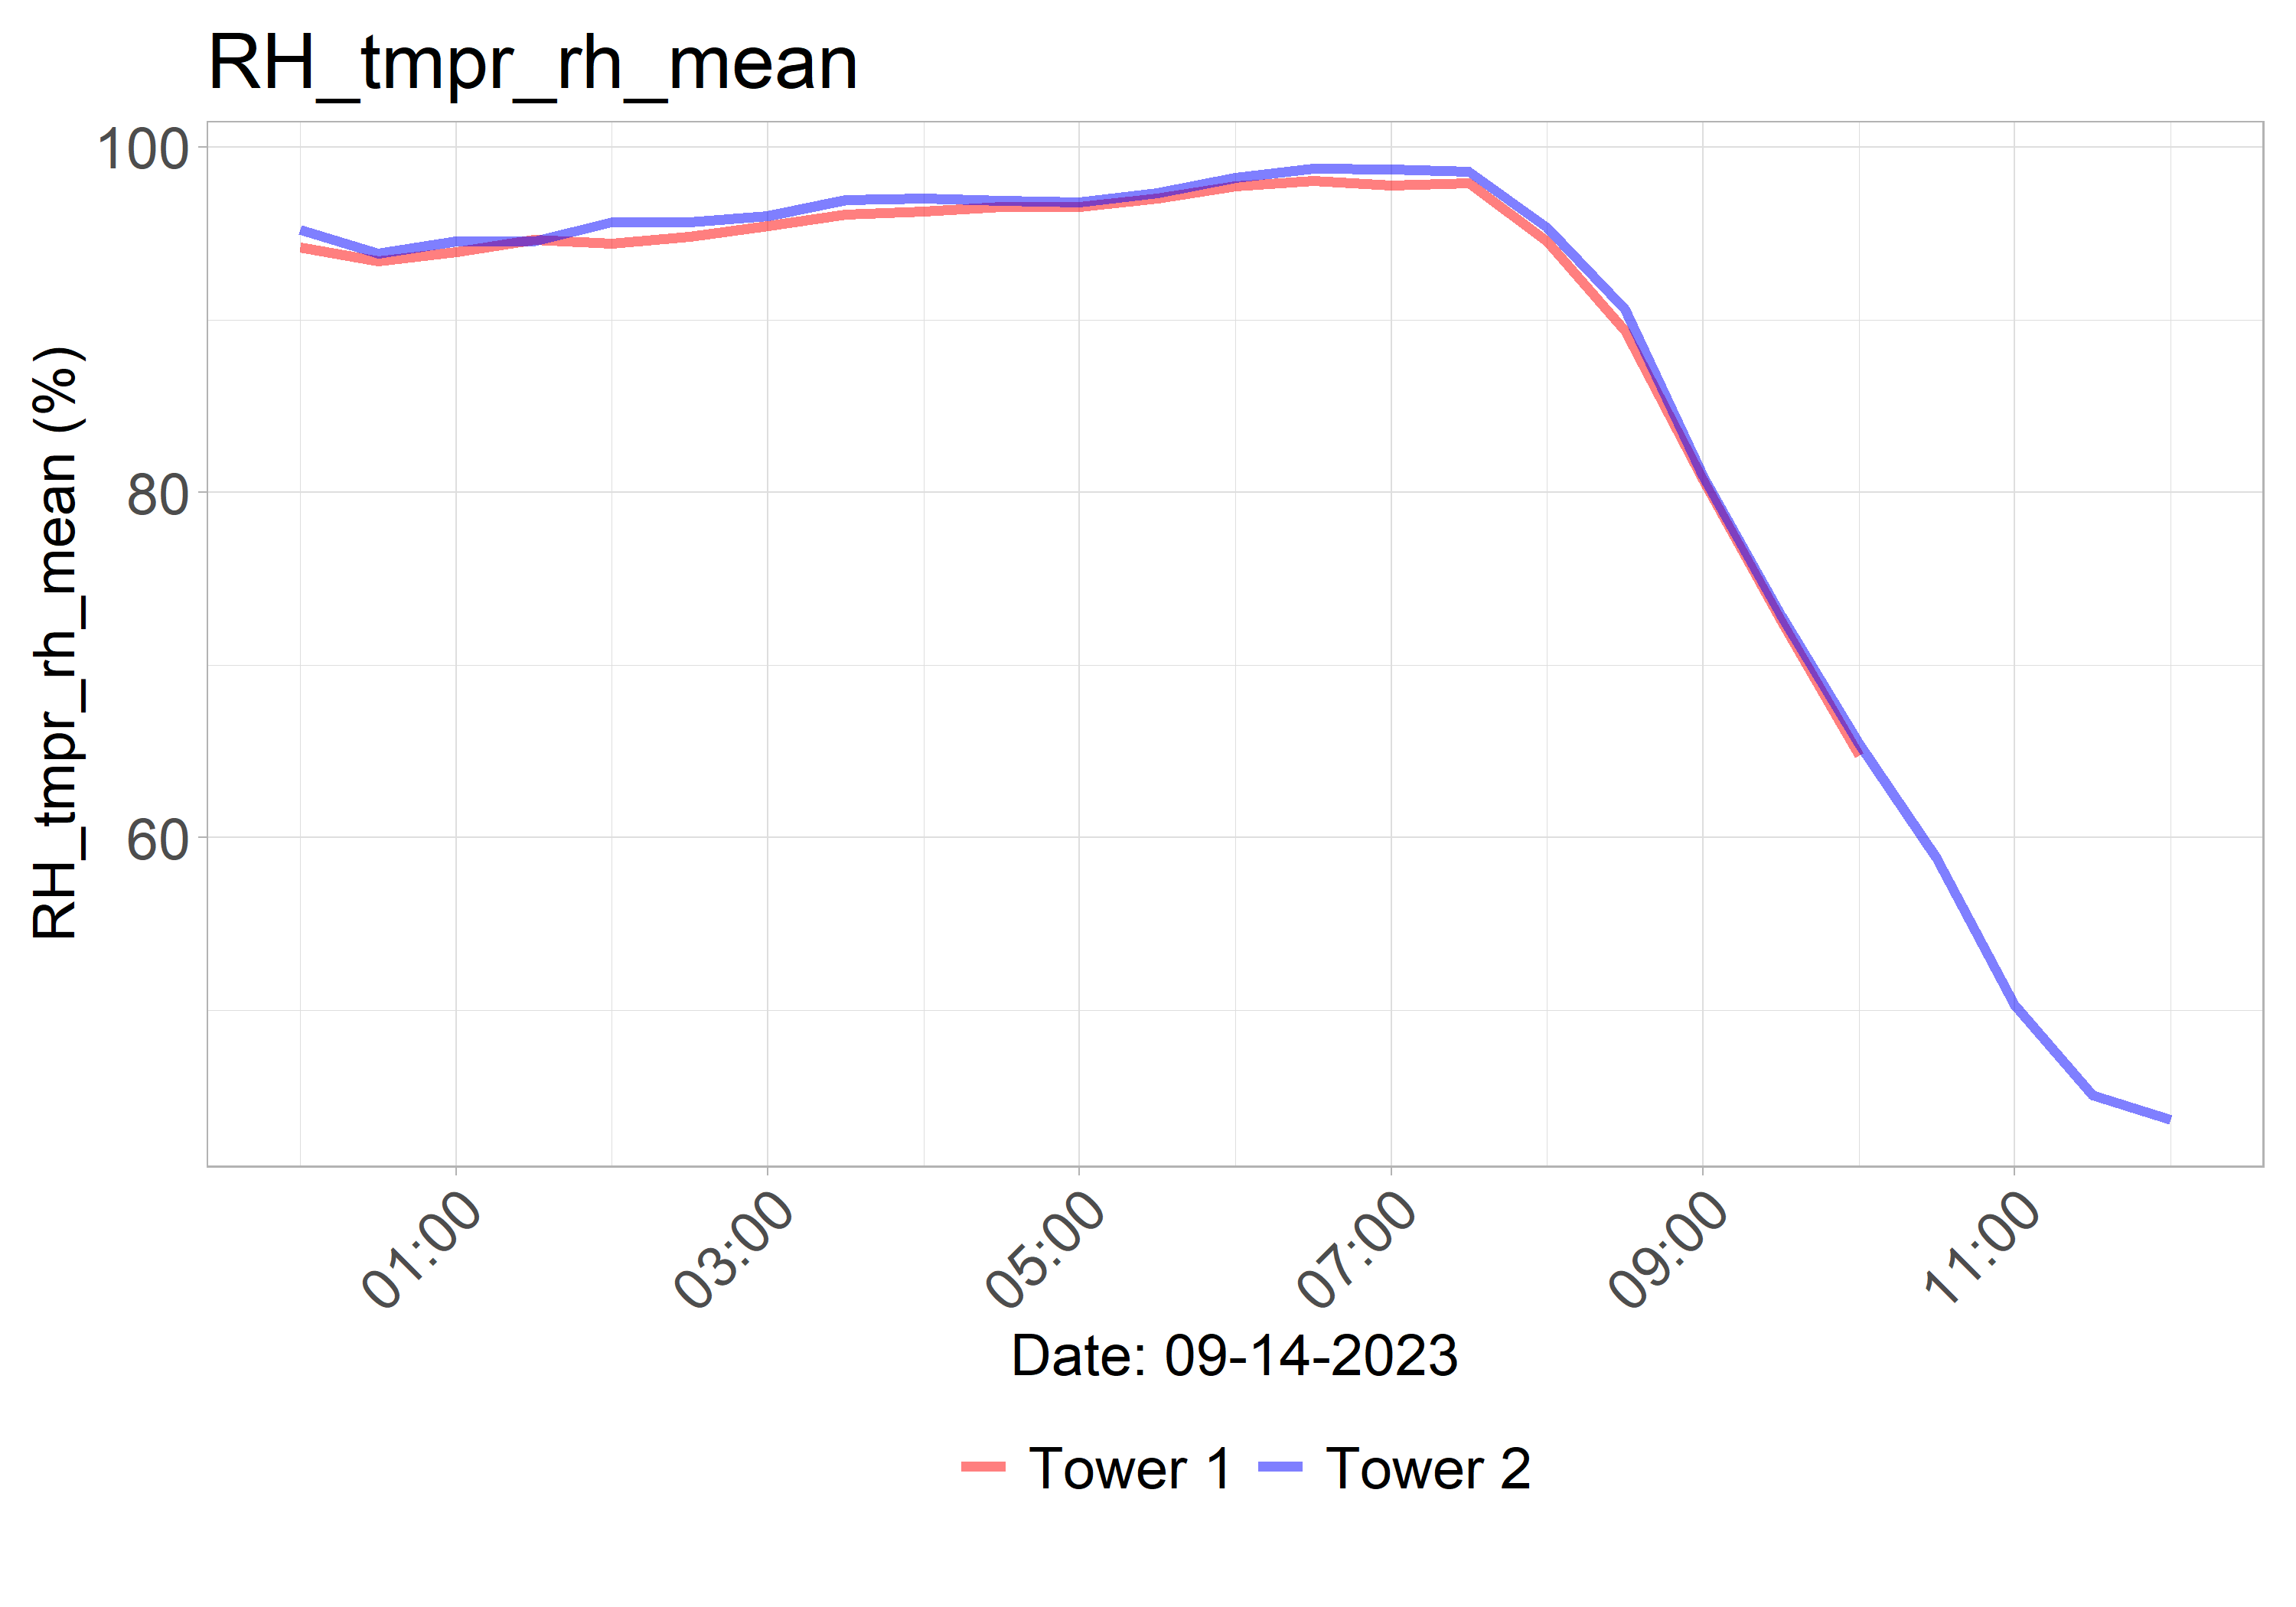 RH_tmpr_rh_mean
RH_tmpr_rh_mean (%)
100
80
60
01:00
03:00
05:00
07:00
09:00
11:00
Date: 09-14-2023
Tower 1
Tower 2